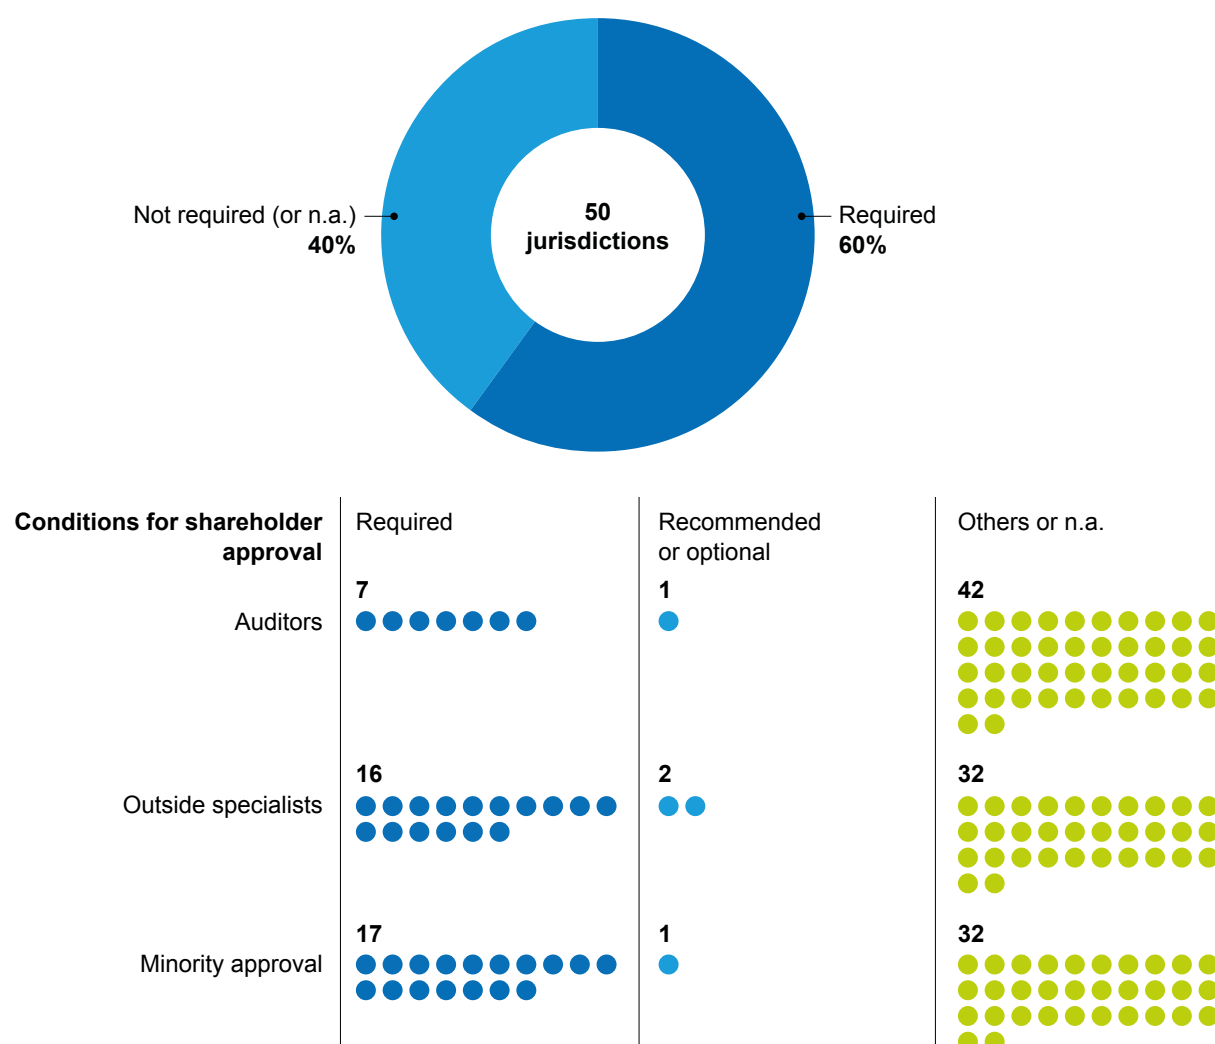 50
jurisdictions
Not required (or n.a.)
40%
Required
60%
Conditions for shareholder
approval
Required
Recommended
or optional
Others or n.a.
7
1
42
Auditors
16
2
32
Outside specialists
17
1
32
Minority approval